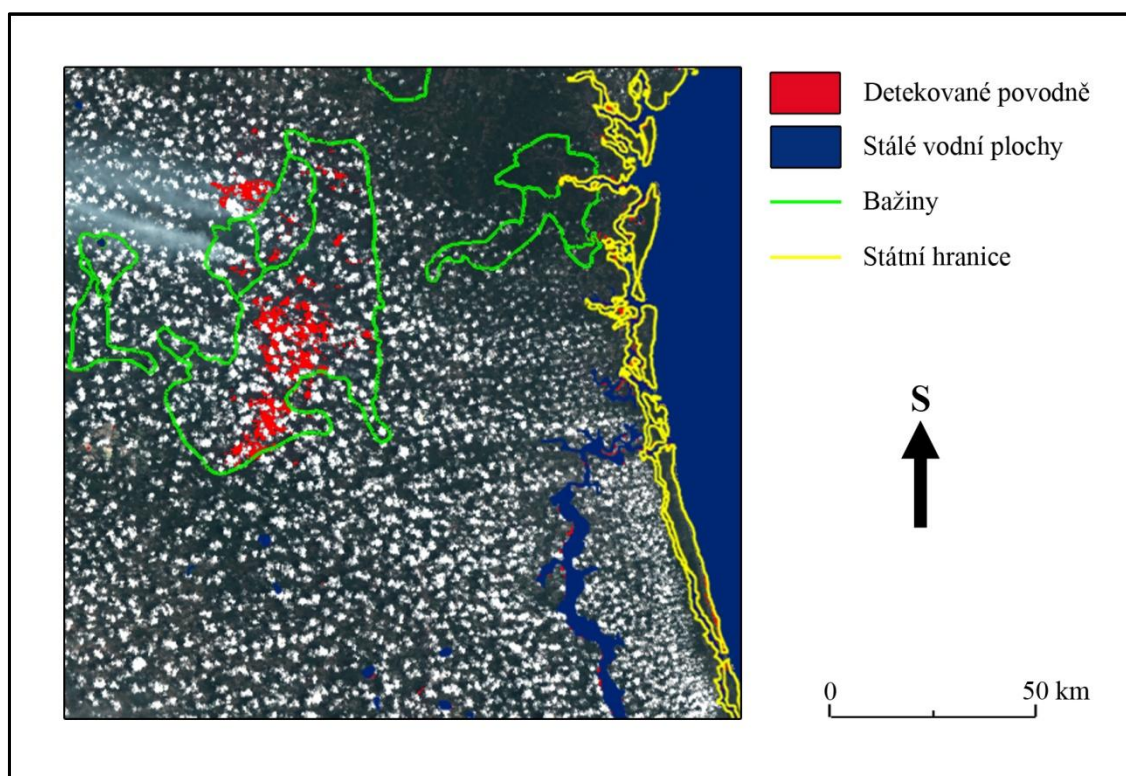 Detekované povodně
Stálé vodní plochy
Bažiny
Státní hranice
S
0 50 km